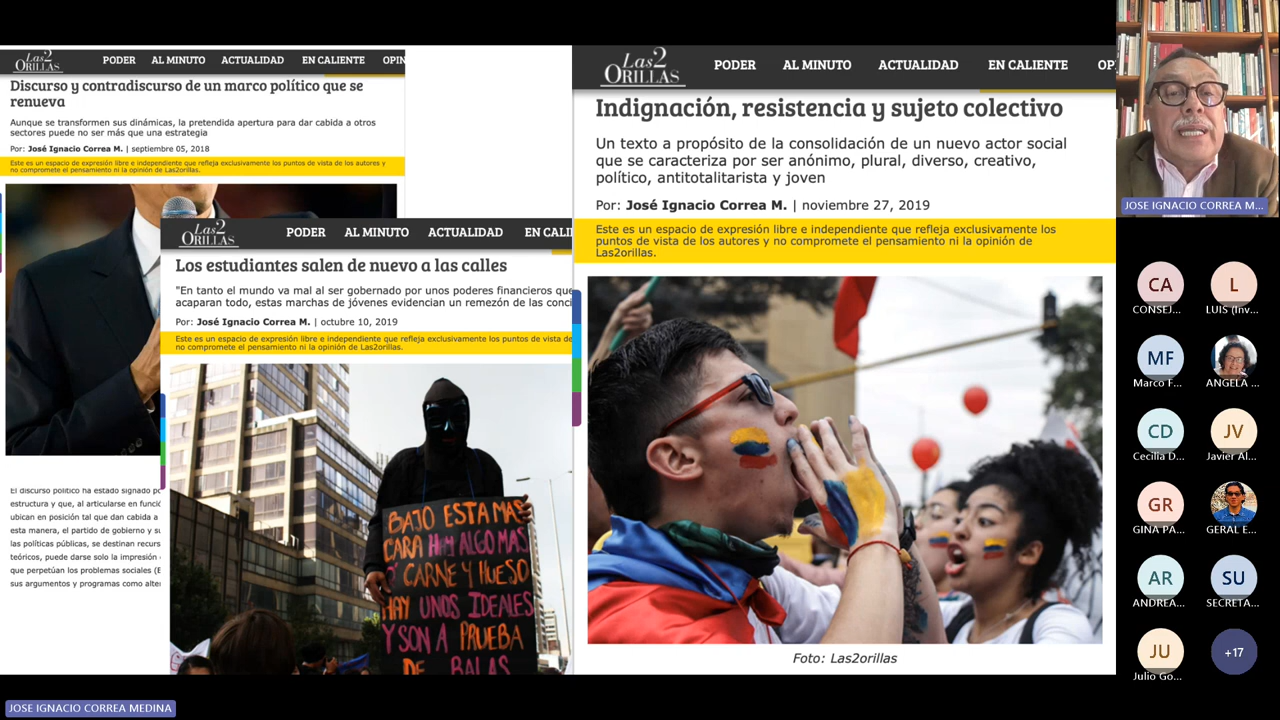 Las2
ORILLAS
PODER
AL MINUTO
ACTUALIDAD
EN CALIENTE
OPIN
Discurso y contradiscurso de un marco político que se
renueva
Aunque se transformen sus dinámicas, la pretendida apertura para dar cabida a otros
sectores puede no ser más que una estrategia
Por: José Ignacio Correa M. | septiembre 05, 2018
Este es un espacio de expresión libre e independiente que refleja exclusivamente los puntos de vista de los autores y
no compromete el pensamiento ni la opinión de Las2orillas.
El discurso político ha estado signado po
estructura y que, al articularse en funció
ubican en posición tal que dan cabida a
esta manera, el partido de gobierno y su
las políticas públicas, se destinan recurs
teóricos, puede darse solo la impresión
que perpetúan los problemas sociales (E
sus argumentos y programas como alter
Las2
ORILLAS
PODER
AL MINUTO
ACTUALIDAD
EN CALI
Los estudiantes salen de nuevo a las calles
"En tanto el mundo va mal al ser gobernado por unos poderes financieros que
acaparan todo, estas marchas de jóvenes evidencian un remezón de las conci
Por: José Ignacio Correa M. | octubre 10, 2019
Este es un espacio de expresión libre e independiente que refleja exclusivamente los puntos de vista de
no compromete el pensamiento ni la opinión de Las2orillas.
BAJO ESTA MAS
CARA HAY ALGO MAS
Q' CARNE Y HUESO
HAY UNOS IDEALES
Y SON A PRUEBA
DE BALAS
Las2
ORILLAS
PODER
AL MINUTO
ACTUALIDAD
EN CALIENTE
OP
Indignación, resistencia y sujeto colectivo
Un texto a propósito de la consolidación de un nuevo actor social
que se caracteriza por ser anónimo, plural, diverso, creativo,
político, antitotalitarista y joven
Por: José Ignacio Correa M. | noviembre 27, 2019
Este es un espacio de expresión libre e independiente que refleja exclusivamente los
puntos de vista de los autores y no compromete el pensamiento ni la opinión de
Las2orillas.
Foto: Las2orillas
JOSE IGNACIO CORREA M...
CA
CONSEJ...
L
LUIS (Inv...
MF
Marco F...
ANGELA ...
CD
Cecilia D...
JV
Javier Al...
GR
GINA PA...
GERAL E...
AR
ANDREA...
SU
SECRETA...
JU
Julio Go...
+17
JOSE IGNACIO CORREA MEDINA